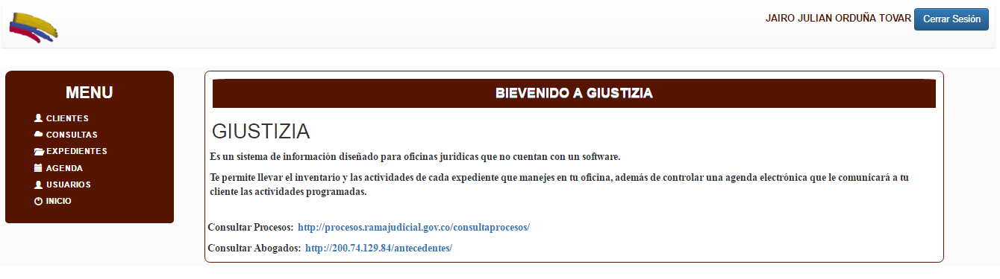 JAIRO JULIAN ORDUÑA TOVAR Cerrar Sesión
MENU
CLIENTES
CONSULTAS
EXPEDIENTES
AGENDA
USUARIOS
INICIO
BIEVENIDO A GIUSTIZIA
GIUSTIZIA
Es un sistema de información diseñado para oficinas juridicas que no cuentan con un software.
Te permite llevar el inventario y las actividades de cada expediente que manejes en tu oficina, además de controlar una agenda electrónica que le comunicará a tu
cliente las actividades programadas.
Consultar Procesos: http://procesos.ramajudicial.gov.co/consultaprocesos/
Consultar Abogados: http://200.74.129.84/antecedentes/